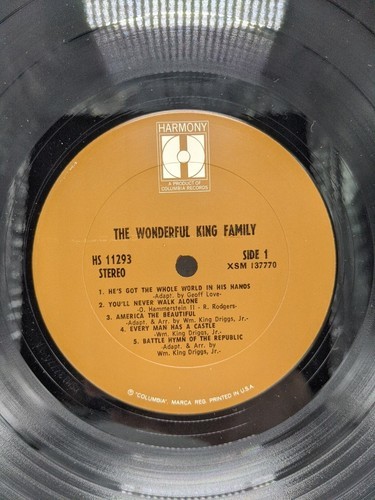 HARMONY
H
A PRODUCT OF
COLUMBIA RECORDS
THE WONDERFUL KING FAMILY
HS 11293
STEREO
SIDE 1
XSM 137770
1. HE'S GOT THE WHOLE WORLD IN HIS HANDS
-Adapt. by Geoff Love-
2. YOU'LL NEVER WALK ALONE
-O. Hammerstein II - R. Rodgers-
3. AMERICA THE BEAUTIFUL
-Adapt. & Arr. by Wm. King Driggs, Jr.-
4. EVERY MAN HAS A CASTLE
-Wm. King Driggs, Jr.-
5. BATTLE HYMN OF THE REPUBLIC
-Adapt. & Arr. by
Wm. King Driggs, Jr.-
Ⓟ "COLUMBIA" MARCA REG. PRINTED IN U.S.A.